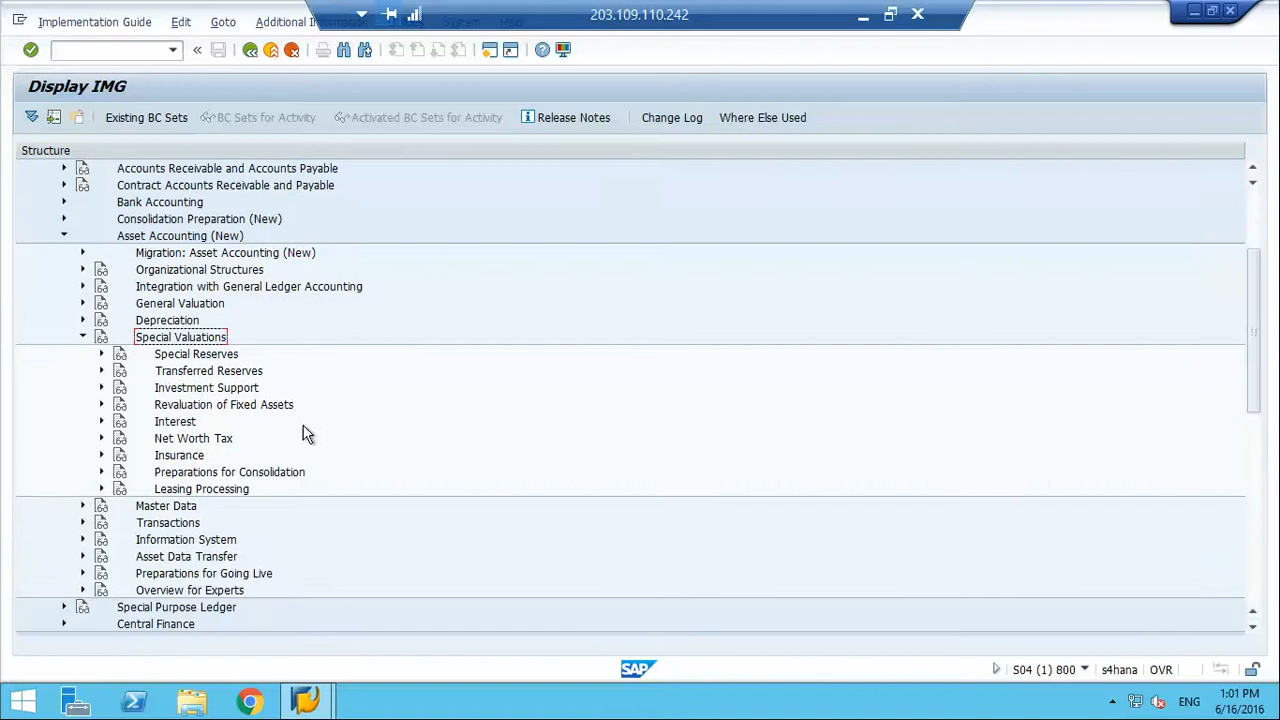 Implementation Guide Edit Goto Additional Information System 203.109.110.242
Display IMG
Existing BC Sets BC Sets for Activity Activated BC Sets for Activity Release Notes Change Log Where Else Used
Structure
Accounts Receivable and Accounts Payable
Contract Accounts Receivable and Payable
Bank Accounting
Consolidation Preparation (New)
Asset Accounting (New)
Migration: Asset Accounting (New)
Organizational Structures
Integration with General Ledger Accounting
General Valuation
Depreciation
Special Valuations
Special Reserves
Transferred Reserves
Investment Support
Revaluation of Fixed Assets
Interest
Net Worth Tax
Insurance
Preparations for Consolidation
Leasing Processing
Master Data
Transactions
Information System
Asset Data Transfer
Preparations for Going Live
Overview for Experts
Special Purpose Ledger
Central Finance
SAP S04 (1) 800 s4hana OVR
ENG 1:01 PM
6/16/2016